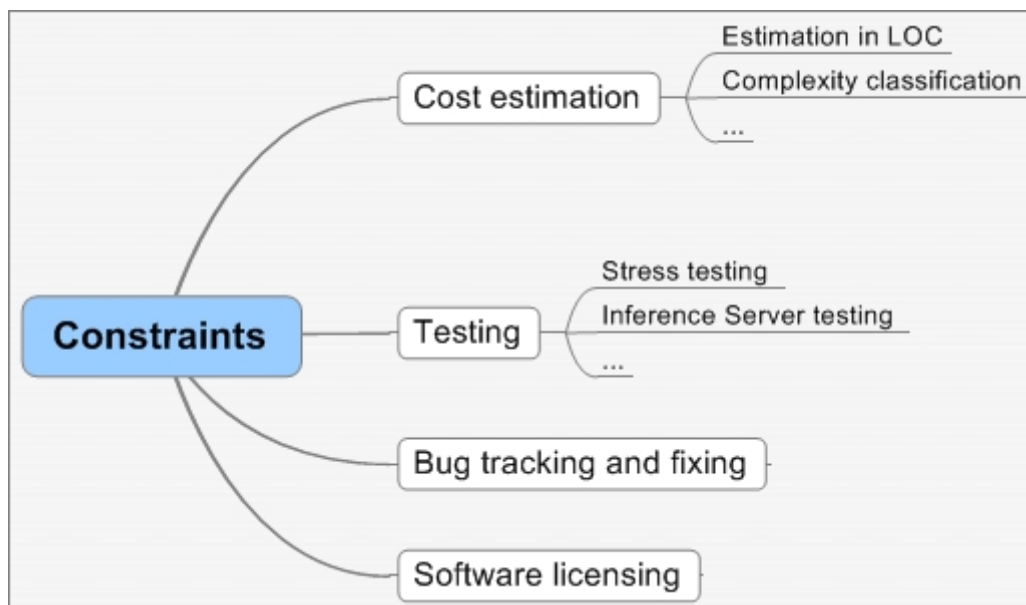 Estimation in LOC
Cost estimation
Complexity classification
...
Stress testing
Constraints
Testing
Inference Server testing
...
Bug tracking and fixing
Software licensing